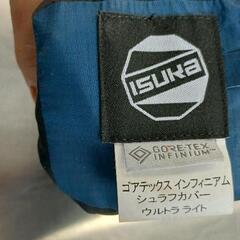 ISUKA
GORE-TEX
INFINIUM
ゴアテックス インフィニアム
シュラフカバー
ウルトラ ライト